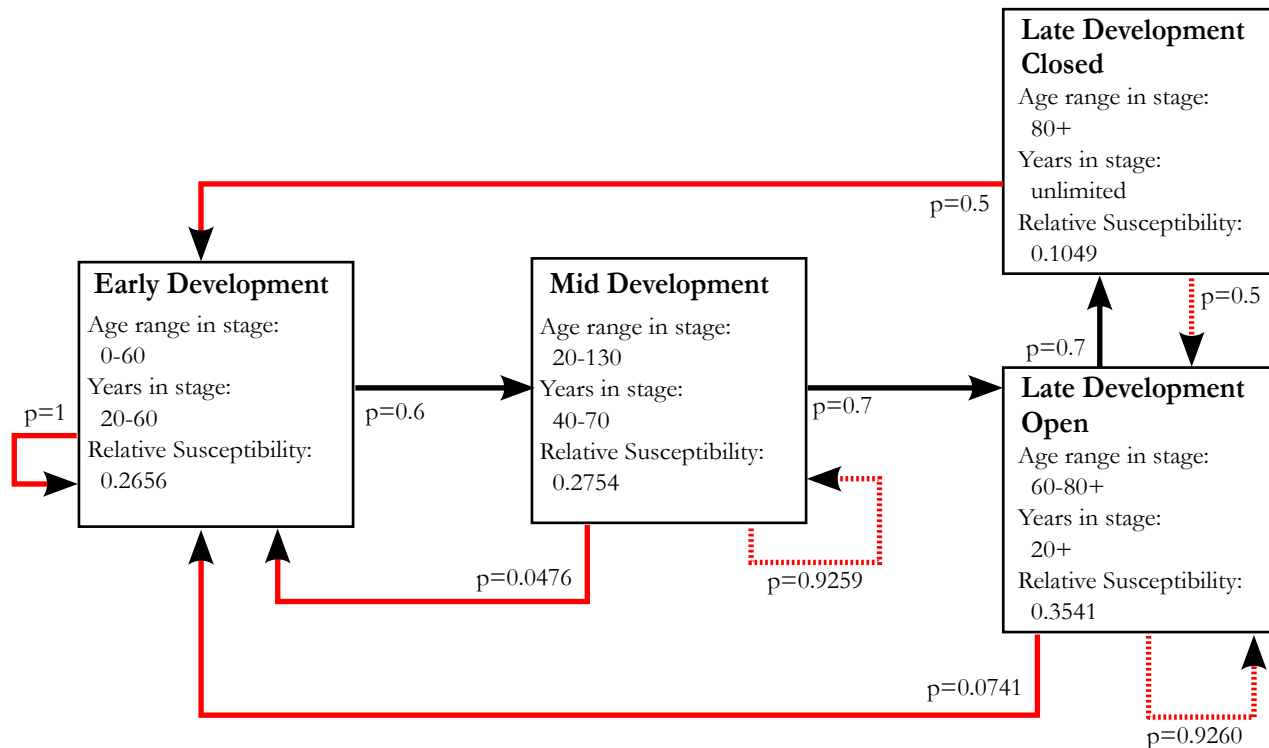 Late Development
Closed
Age range in stage:
80+
Years in stage:
unlimited
Relative Susceptibility:
0.1049
p=0.5
p=0.5
Early Development
Age range in stage:
0-60
Years in stage:
20-60
Relative Susceptibility:
0.2656
p=1
p=0.6
Mid Development
Age range in stage:
20-130
Years in stage:
40-70
Relative Susceptibility:
0.2754
p=0.7
p=0.7
Late Development
Open
Age range in stage:
60-80+
Years in stage:
20+
Relative Susceptibility:
0.3541
p=0.0476
p=0.9259
p=0.0741
p=0.9260